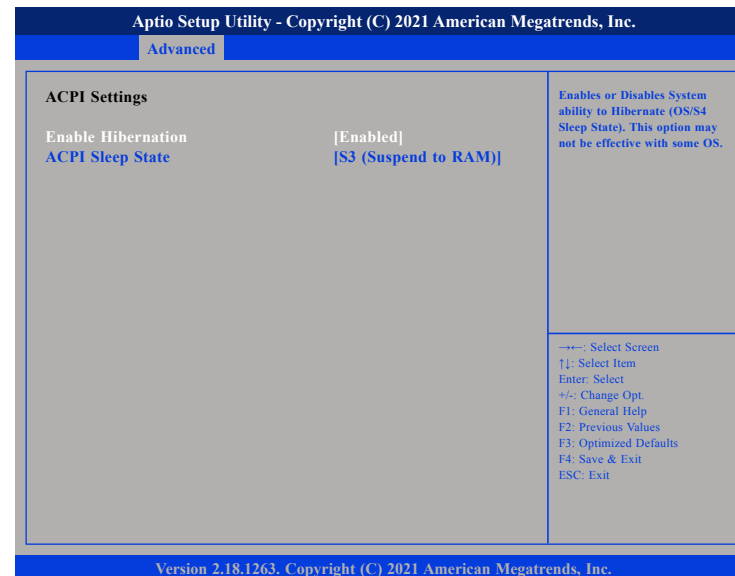 Aptio Setup Utility - Copyright (C) 2021 American Megatrends, Inc.
Advanced
ACPI Settings
Enable Hibernation [Enabled]
ACPI Sleep State [S3 (Suspend to RAM)]
Enables or Disables System
ability to Hibernate (OS/S4
Sleep State). This option may
not be effective with some OS.
→←: Select Screen
↑↓: Select Item
Enter: Select
+/-: Change Opt.
F1: General Help
F2: Previous Values
F3: Optimized Defaults
F4: Save & Exit
ESC: Exit
Version 2.18.1263. Copyright (C) 2021 American Megatrends, Inc.